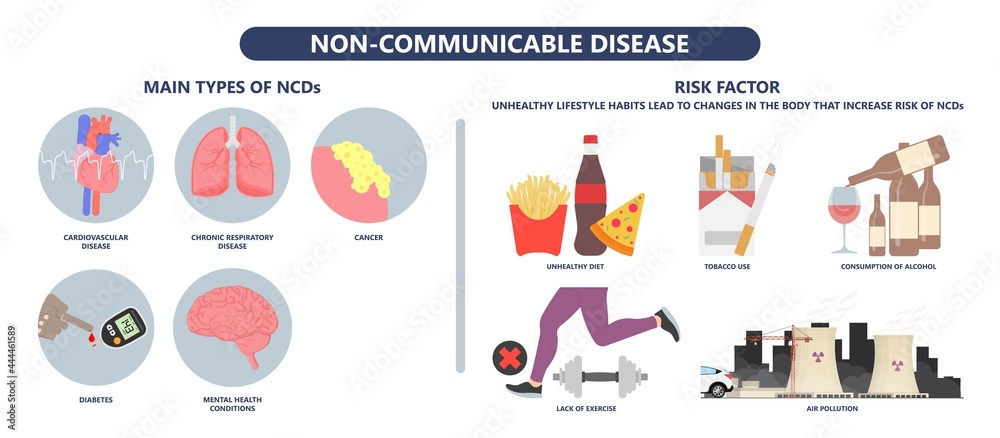 NON-COMMUNICABLE DISEASE
MAIN TYPES OF NCDs
CARDIOVASCULAR
DISEASE
CHRONIC RESPIRATORY
DISEASE
CANCER
DIABETES
MENTAL HEALTH
CONDITIONS
RISK FACTOR
UNHEALTHY LIFESTYLE HABITS LEAD TO CHANGES IN THE BODY THAT INCREASE RISK OF NCDs
UNHEALTHY DIET
TOBACCO USE
CONSUMPTION OF ALCOHOL
LACK OF EXERCISE
AIR POLLUTION
Adobe Stock | #444461589